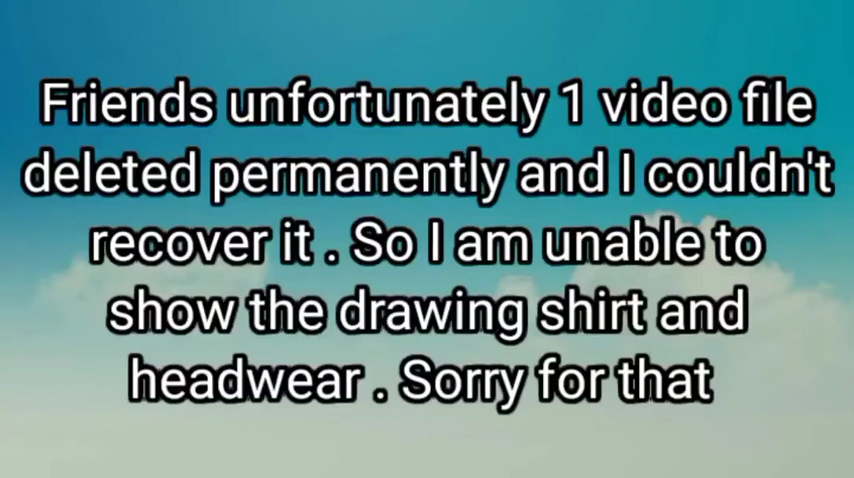 Friends unfortunately 1 video file
deleted permanently and I couldn't
recover it . So I am unable to
show the drawing shirt and
headwear . Sorry for that